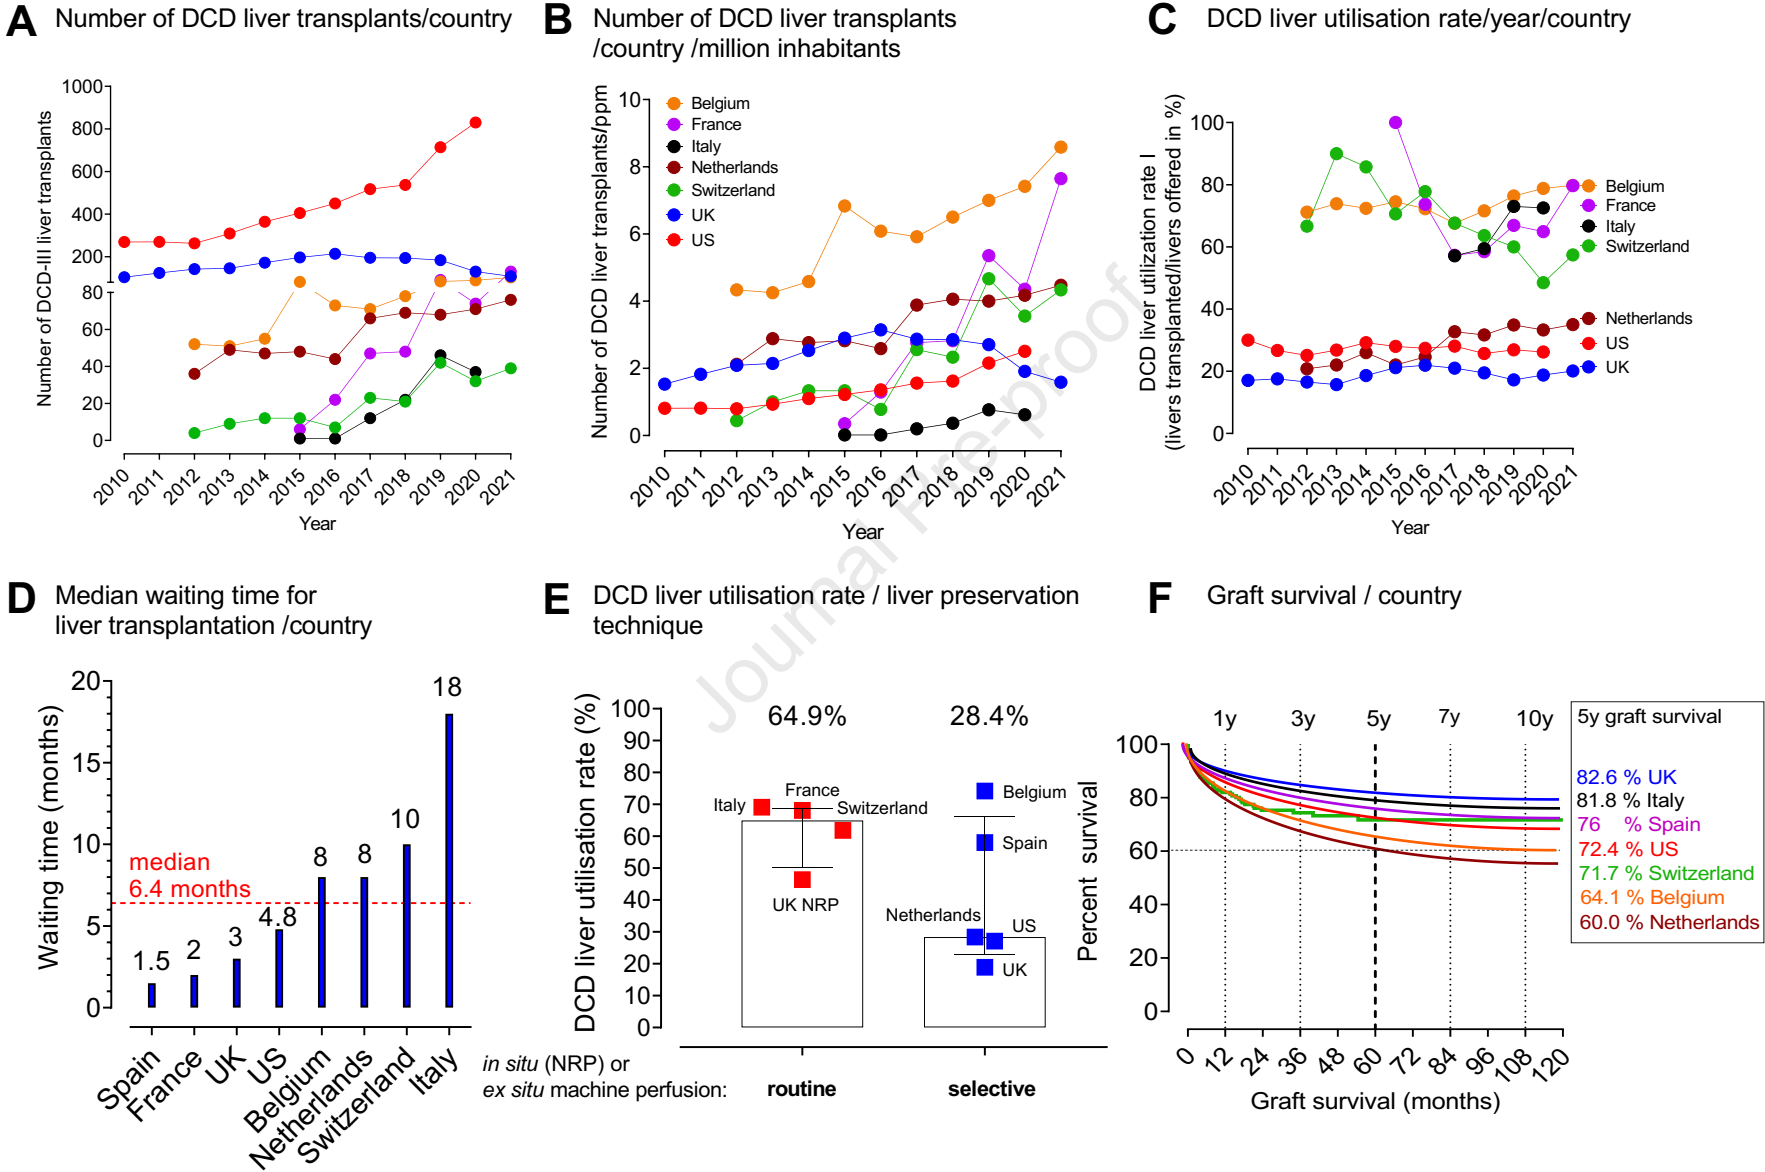 A Number of DCD liver transplants/country
Number of DCD-III liver transplants
1000
800
600
400
200
80
60
40
20
0
2010 2011 2012 2013 2014 2015 2016 2017 2018 2019 2020 2021
Year
B Number of DCD liver transplants
/country /million inhabitants
Number of DCD liver transplants/ppm
10
8
6
4
2
0
Belgium
France
Italy
Netherlands
Switzerland
UK
US
2010 2011 2012 2013 2014 2015 2016 2017 2018 2019 2020 2021
Year
C DCD liver utilisation rate/year/country
DCD liver utilization rate I
(livers transplanted/livers offered in %)
100
80
60
40
20
0
Belgium
France
Italy
Switzerland
Netherlands
US
UK
2010 2011 2012 2013 2014 2015 2016 2017 2018 2019 2020 2021
Year
Journal Pre-proof
D Median waiting time for
liver transplantation /country
Waiting time (months)
20
15
10
5
0
median
6.4 months
1.5 2 3 4.8 8 8 10 18
Spain France UK US Belgium Netherlands Switzerland Italy
E DCD liver utilisation rate / liver preservation
technique
DCD liver utilisation rate (%)
100
90
80
70
60
50
40
30
20
10
0
64.9% 28.4%
Italy France Switzerland
UK NRP
Belgium
Spain
Netherlands US
UK
in situ (NRP) or
ex situ machine perfusion: routine selective
F Graft survival / country
Percent survival
100
80
60
40
20
0
1y 3y 5y 7y 10y
0 12 24 36 48 60 72 84 96 108 120
Graft survival (months)
5y graft survival
82.6 % UK
81.8 % Italy
76 % Spain
72.4 % US
71.7 % Switzerland
64.1 % Belgium
60.0 % Netherlands